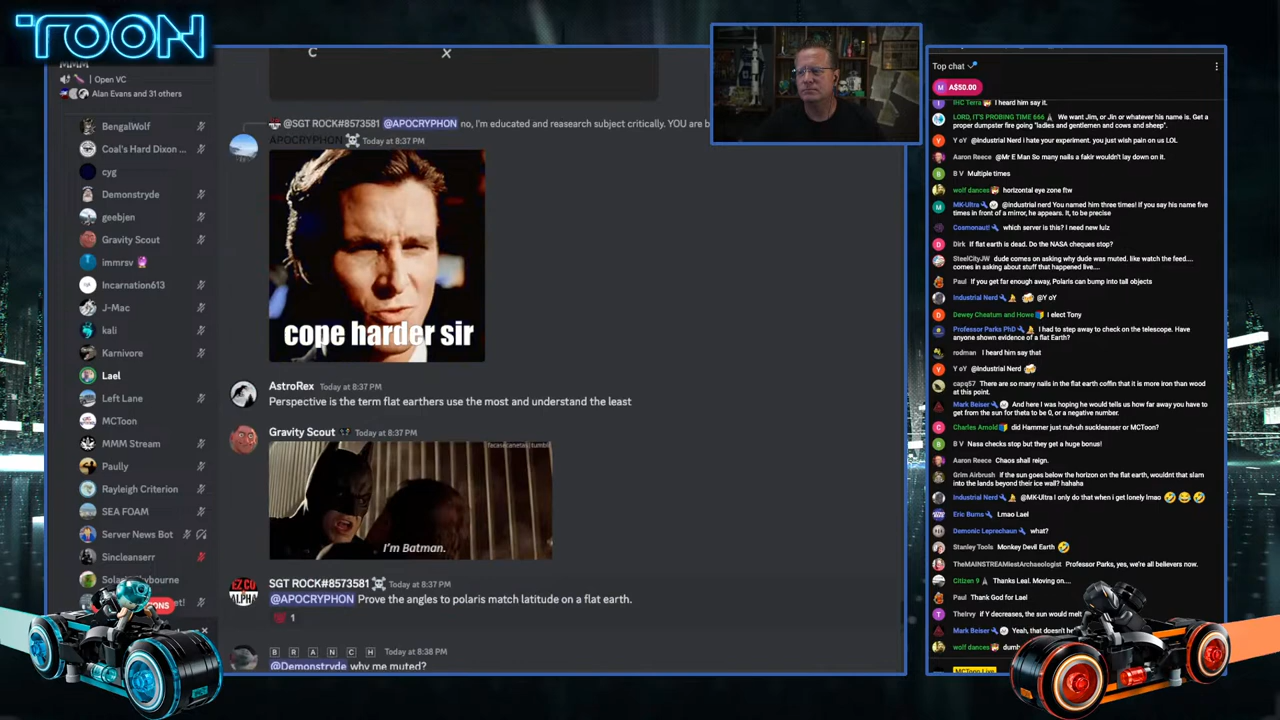 TOON
Open VC
Alan Evans and 31 others
BengalWolf
Coal's Hard Dixon ...
cyg
Demonstryde
geebjen
Gravity Scout
immrsv
Incarnation613
J-Mac
kali
Karnivore
Lael
Left Lane
MCToon
MMM Stream
Paully
Rayleigh Criterion
SEA FOAM
Server News Bot
Sincleanserr
C X
@SGT ROCK#8573581 @APOCRYPHON no, I'm educated and reasearch subject critically. YOU are b
APOCRYPHON Today at 8:37 PM
cope harder sir
AstroRex Today at 8:37 PM
Perspective is the term flat earthers use the most and understand the least
Gravity Scout Today at 8:37 PM
I'm Batman.
EZ CO
ALPHA
SGT ROCK#8573581 Today at 8:37 PM
@APOCRYPHON Prove the angles to polaris match latitude on a flat earth.
1
B R A N C H Today at 8:38 PM
@Demonstryde why me muted?
Top chat
M A$50.00
IHC Terra I heard him say it.
LORD, IT'S PROBING TIME 666 We want Jim, or Jin or whatever his name is. Get a
proper dumpster fire going "ladies and gentlemen and cows and sheep".
Y oY @Industrial Nerd i hate your experiment. you just wish pain on us LOL
Aaron Reece @Mr E Man So many nails a fakir wouldn't lay down on it.
B V Multiple times
wolf dances horizontal eye zone ftw
MK-Ultra @industrial nerd You named him three times! If you say his name five
times in front of a mirror, he appears. It, to be precise
Cosmonaut! which server is this? I need new lulz
Dirk If flat earth is dead. Do the NASA cheques stop?
SteelCityJW dude comes on asking why dude was muted. like watch the feed....
comes in asking about stuff that happened live....
Paul If you get far enough away, Polaris can bump into tall objects
Industrial Nerd @Y oY
Dewey Cheatum and Howe I elect Tony
Professor Parks PhD I had to step away to check on the telescope. Have
anyone shown evidence of a flat Earth?
rodman I heard him say that
Y oY @Industrial Nerd
capq57 There are so many nails in the flat earth coffin that it is more iron than wood
at this point.
Mark Beiser And here I was hoping he would tells us how far away you have to
get from the sun for theta to be 0, or a negative number.
Charles Arnold did Hammer just nuh-uh suckleanser or MCToon?
B V Nasa checks stop but they get a huge bonus!
Aaron Reece Chaos shall reign.
Grim Airbrush if the sun goes below the horizon on the flat earth, wouldnt that slam
into the lands beyond their ice wall? hahaha
Industrial Nerd @MK-Ultra I only do that when i get lonely lmao
Eric Burns Lmao Lael
Demonic Leprechaun what?
Stanley Tools Monkey Devil Earth
TheMAINSTREAMiestArchaeologist Professor Parks, yes, we're all believers now.
Citizen 9 Thanks Leal. Moving on....
Paul Thank God for Lael
TheIrvy if Y decreases, the sun would melt
Mark Beiser Yeah, that doesn't
wolf dances
MCToon Live